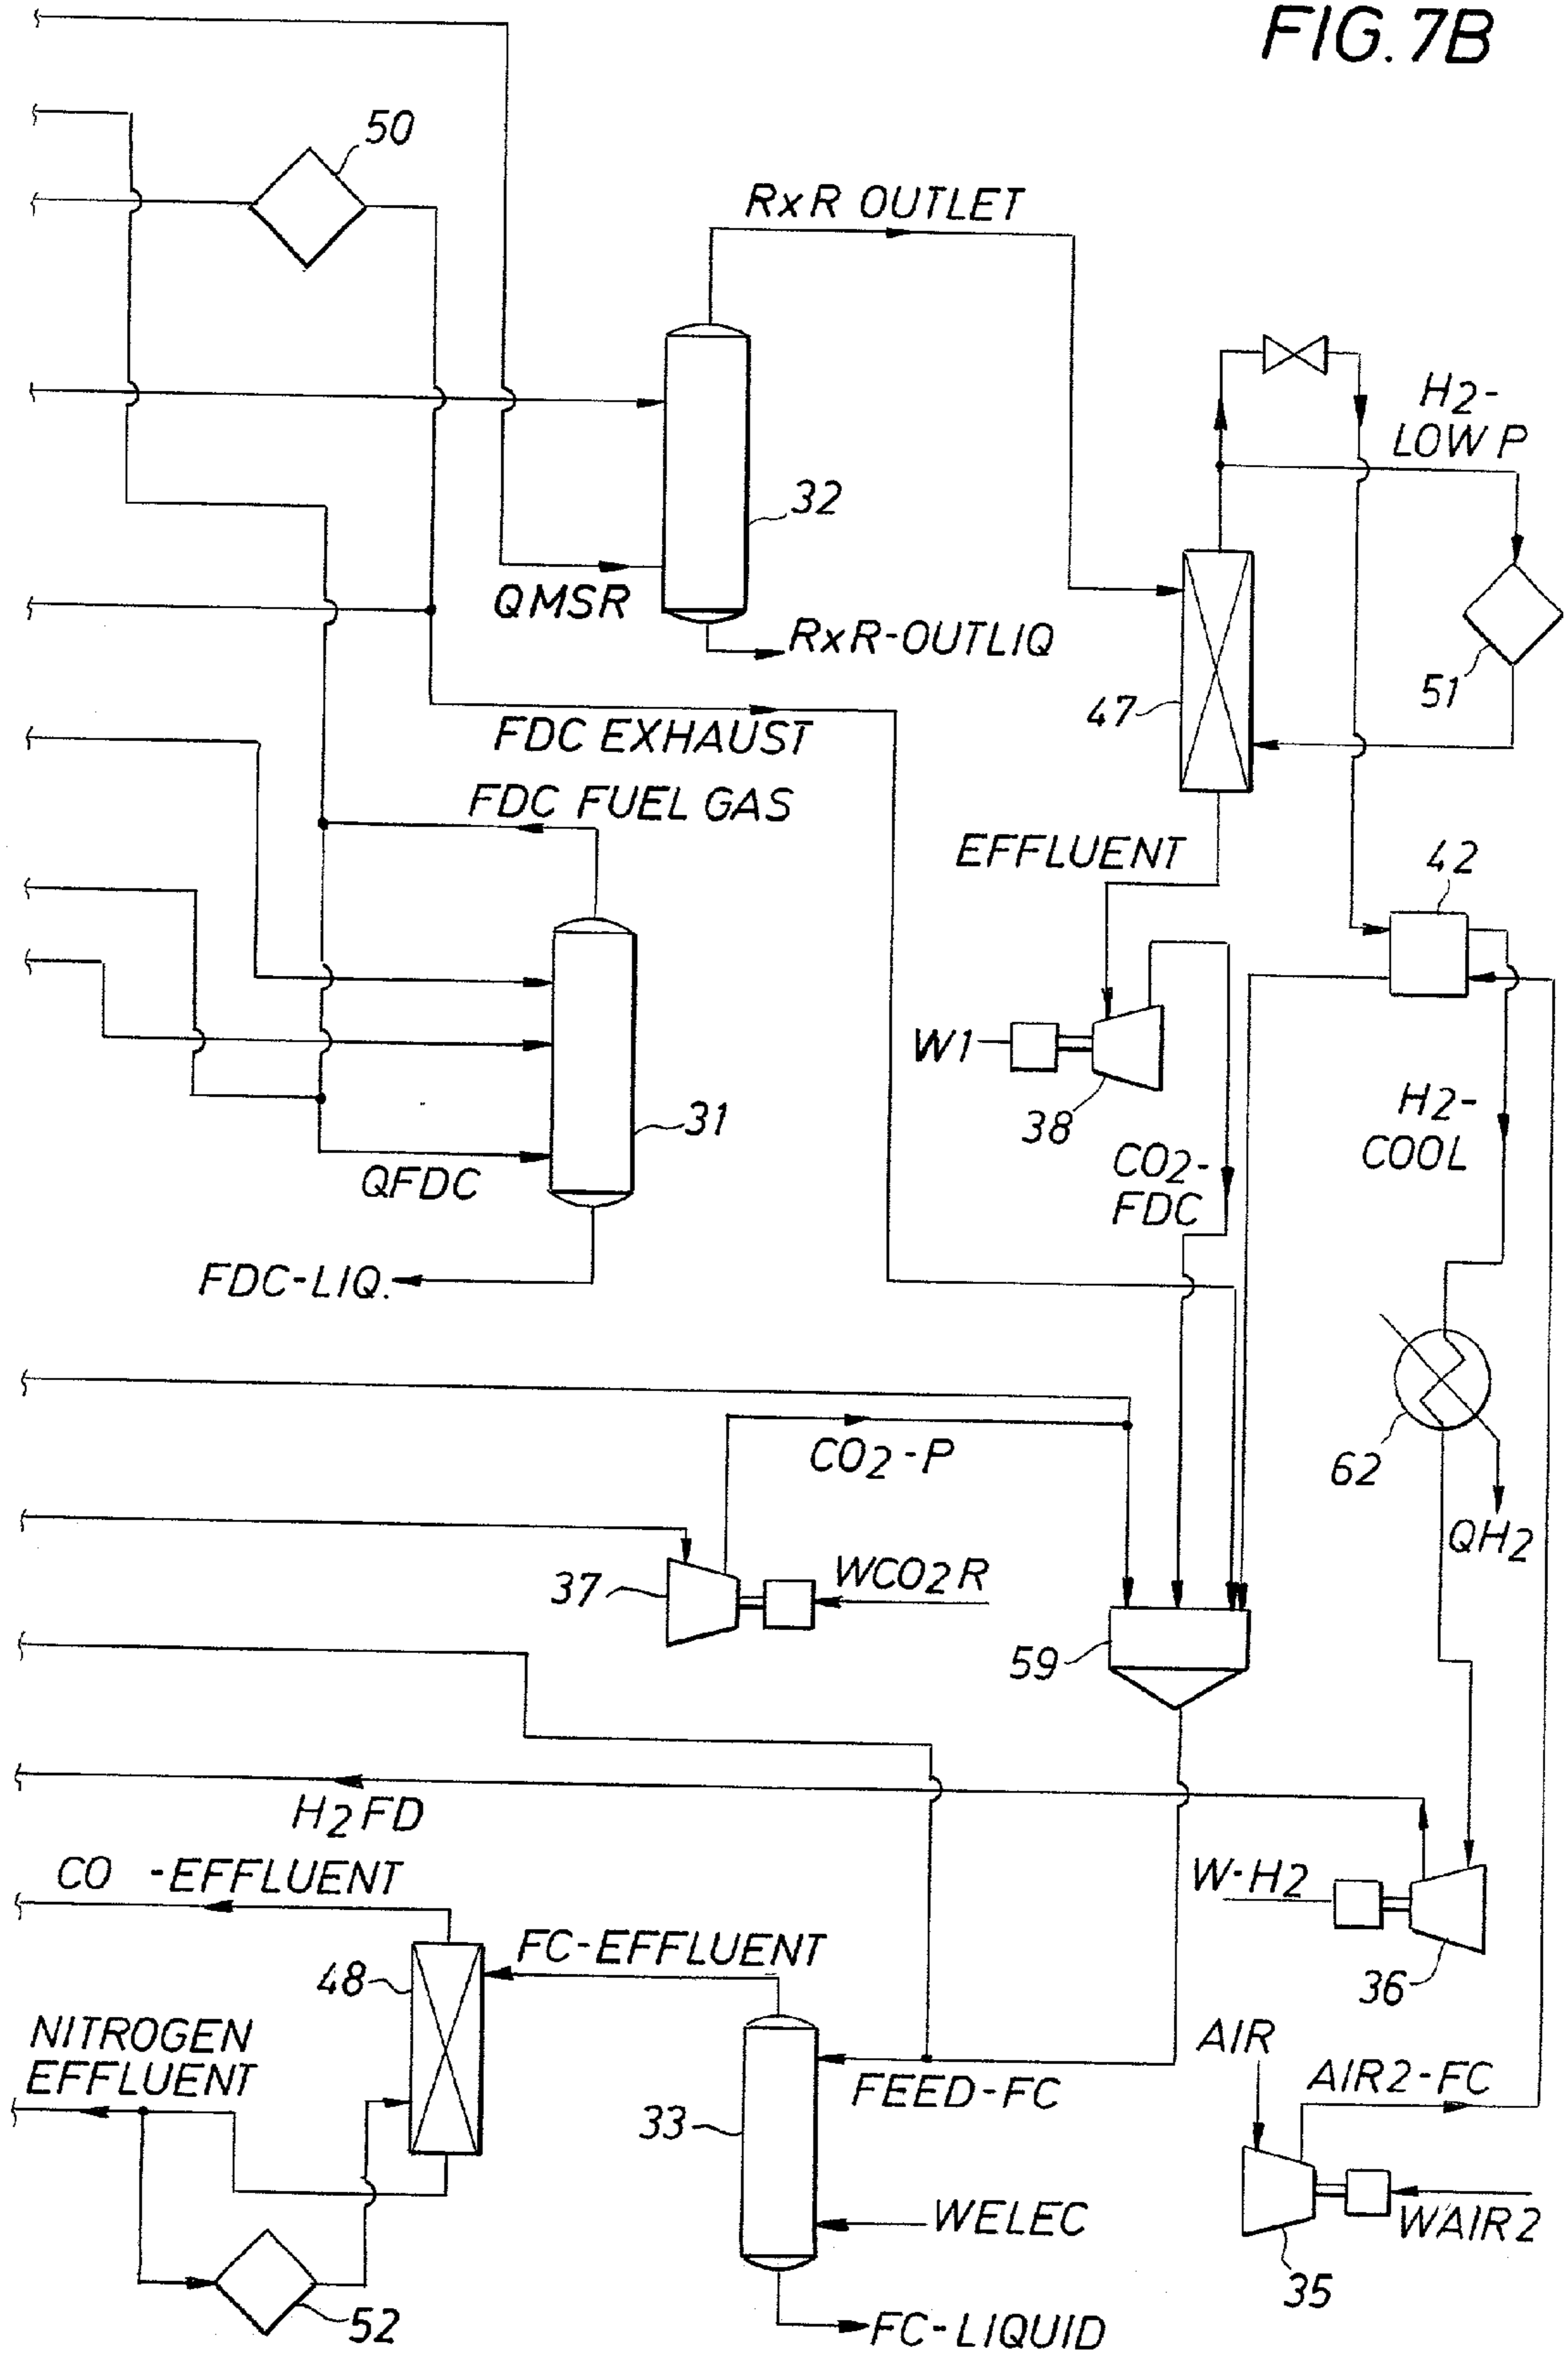 FIG. 7B
50
RxR OUTLET
H2-
LOW P
32
QMSR
RxR-OUTLIQ
47
51
FDC EXHAUST
FDC FUEL GAS
EFFLUENT
42
W1
38
31
H2-
COOL
CO2-
FDC
QFDC
FDC-LIQ.
62
CO2-P
QH2
37
WCO2R
59
H2FD
CO -EFFLUENT
W-H2
FC-EFFLUENT
48
36
NITROGEN
EFFLUENT
AIR
AIR2-FC
FEED-FC
33
WELEC
WAIR2
35
52
FC-LIQUID